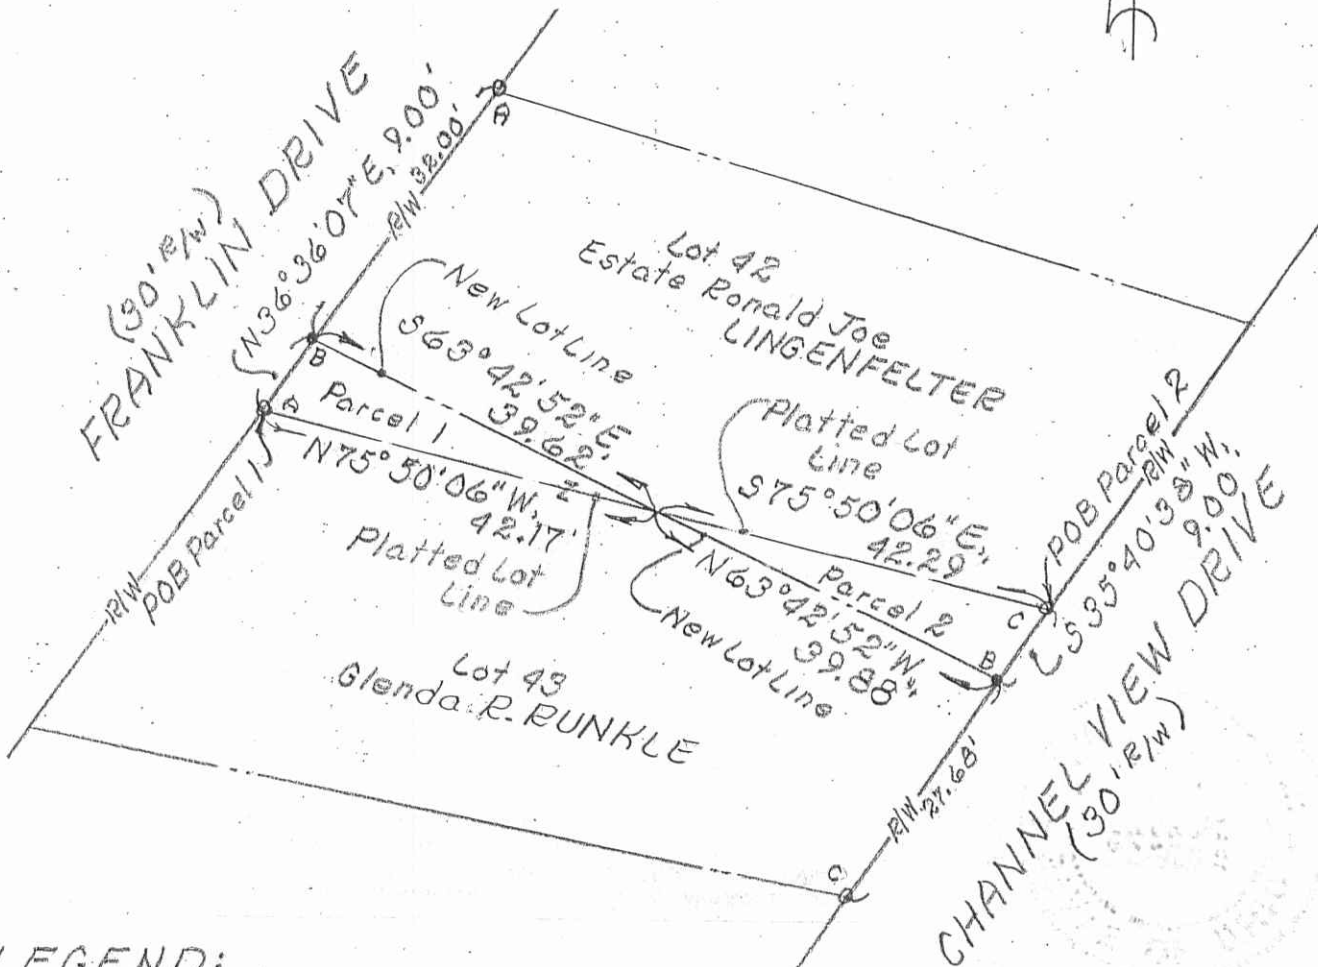 FRANKLIN DRIVE
(30' R/W)
N36°36'07"E, 9.00'
R/W 32.00'
A
B
Lot 42
Estate Ronald Joe
LINGENFELTER
New Lot Line
S63°42'52"E,
39.62'
Parcel 1
N75°50'06"W,
42.17'
Platted Lot
Line
POB Parcel 1
R/W
Platted Lot
Line
S75°50'06"E,
42.29'
POB Parcel 2
R/W
C
S35°40'38"W,
9.00'
Parcel 2
N63°42'52"W,
39.88'
New Lot Line
B
Lot 43
Glenda R. RUNKLE
R/W 27.68'
CHANNEL VIEW DRIVE
(30' R/W)
LEGEND: